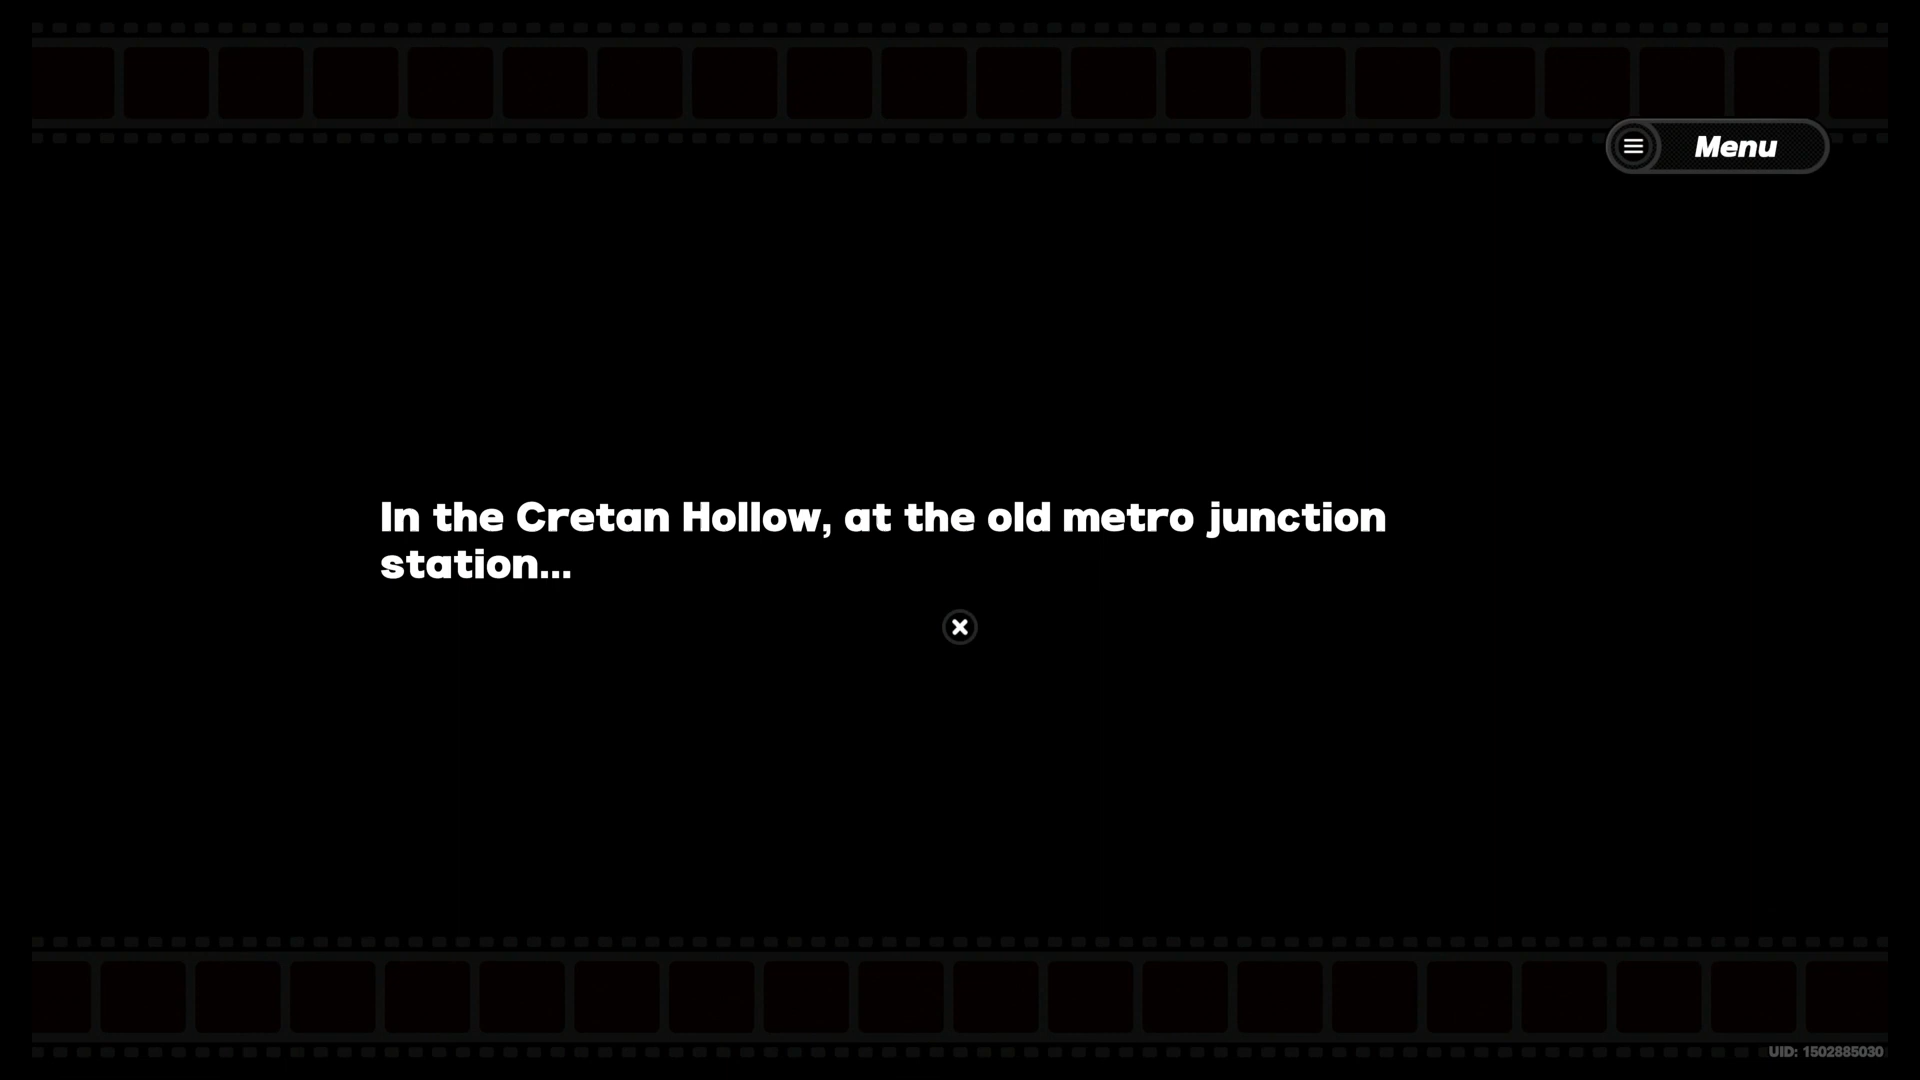 Menu
In the Cretan Hollow, at the old metro junction
station...
UID: 1502885030